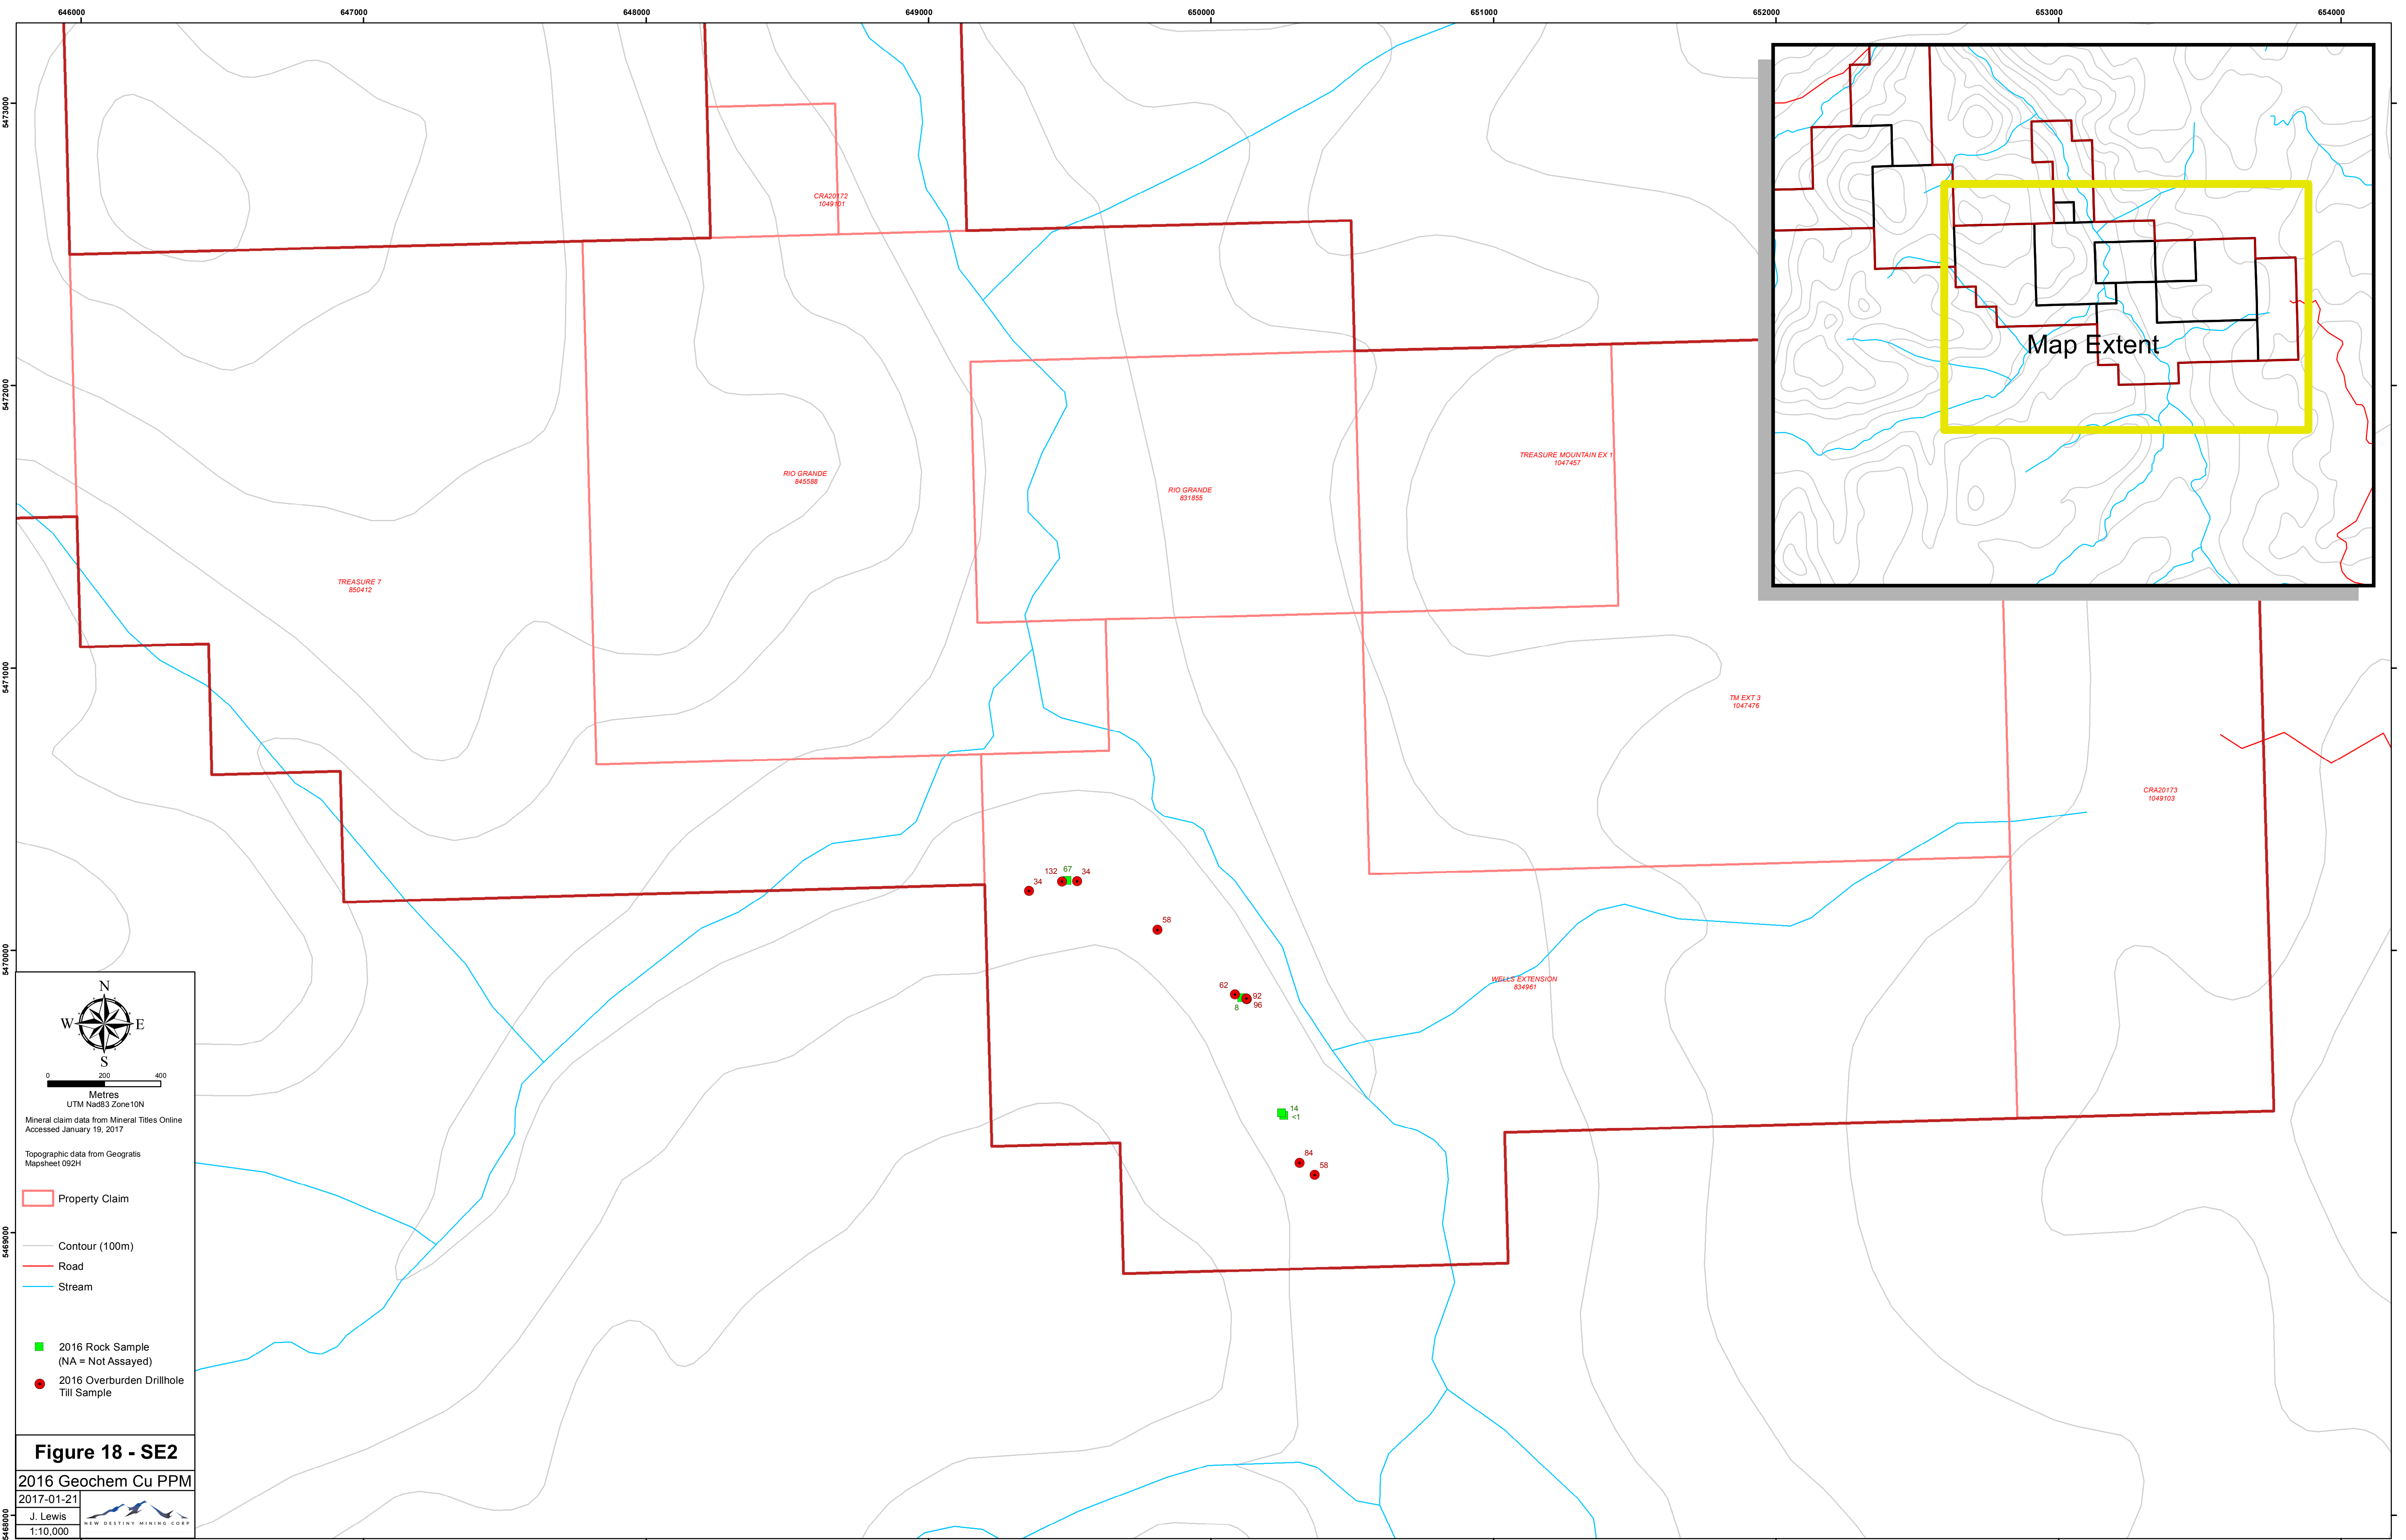 646000
647000
648000
649000
650000
651000
652000
653000
654000
5473000
5472000
5471000
5470000
5469000
5468000
CRA20172
1049101
RIO GRANDE
845588
RIO GRANDE
831855
TREASURE MOUNTAIN EX 1
1047457
TREASURE 7
850412
TM EXT 3
1047476
CRA20173
1049103
WELLS EXTENSION
834961
Map Extent
34
132
67
34
58
62
8
92
96
14
<1
84
58
N
W
E
S
0 200 400
Metres
UTM Nad83 Zone10N
Mineral claim data from Mineral Titles Online
Accessed January 19, 2017
Topographic data from Geogratis
Mapsheet 092H
Property Claim
Contour (100m)
Road
Stream
2016 Rock Sample
(NA = Not Assayed)
2016 Overburden Drillhole
Till Sample
Figure 18 - SE2
2016 Geochem Cu PPM
2017-01-21
J. Lewis
1:10,000
NEW DESTINY MINING CORP